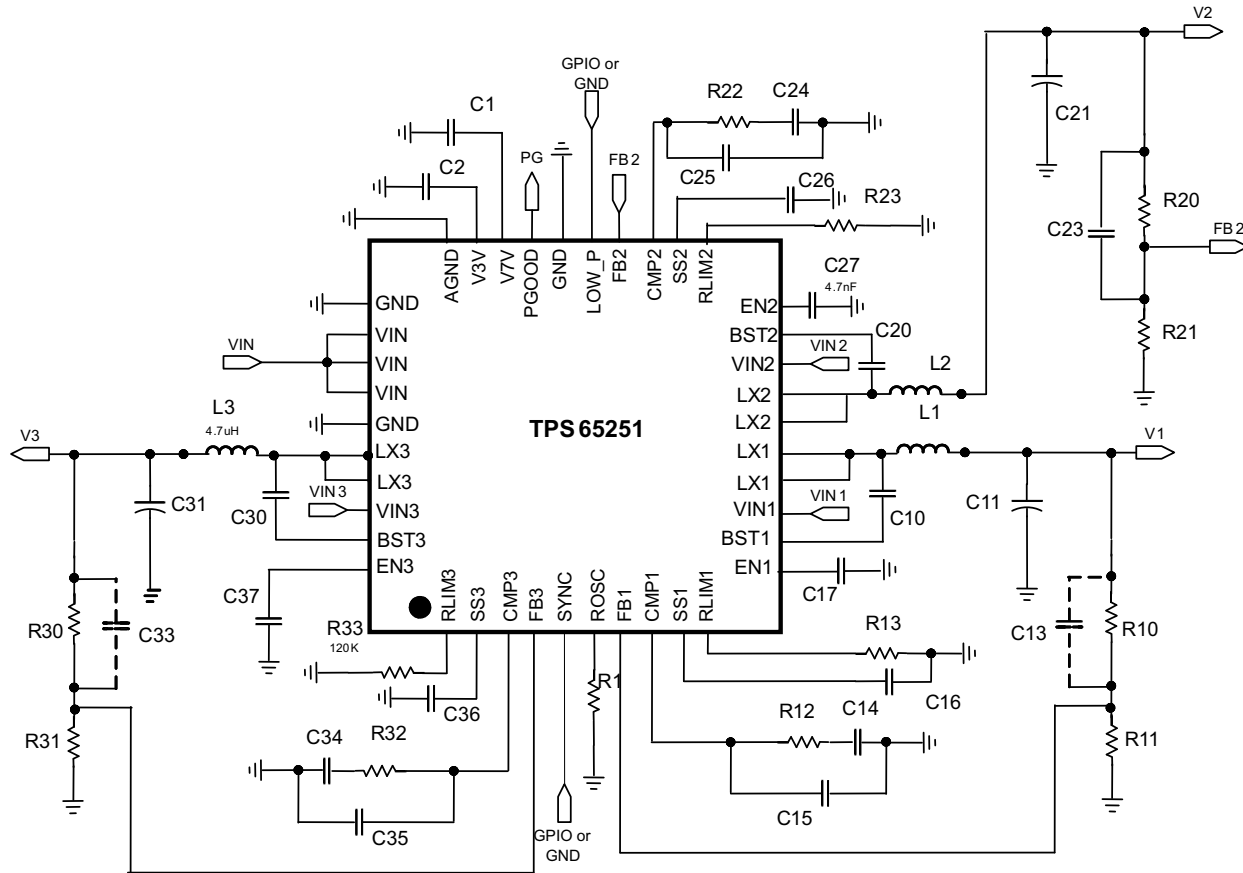 V2
GPIO or
GND
C1
R22
C24
C21
PG
FB2
C2
C25
C26
R23
R20
C23
FB2
AGND
V3V
V7V
PGOOD
GND
LOW_P
FB2
CMP2
SS2
RLIM2
C27
4.7nF
GND
EN2
C20
R21
VIN
BST2
VIN
VIN2
VIN
VIN2
L2
VIN
LX2
L3
4.7uH
GND
TPS65251
LX2
L1
V3
LX3
LX1
V1
LX3
LX1
C31
C30
VIN3
VIN3
VIN1
VIN1
C10
C11
BST3
BST1
EN3
EN1
C17
C37
RLIM3
SS3
CMP3
FB3
SYNC
ROSC
FB1
CMP1
SS1
RLIM1
R30
C33
R33
120K
R13
C13
R10
C36
R1
C16
R31
C34
R32
R12
C14
R11
C35
C15
GPIO or
GND